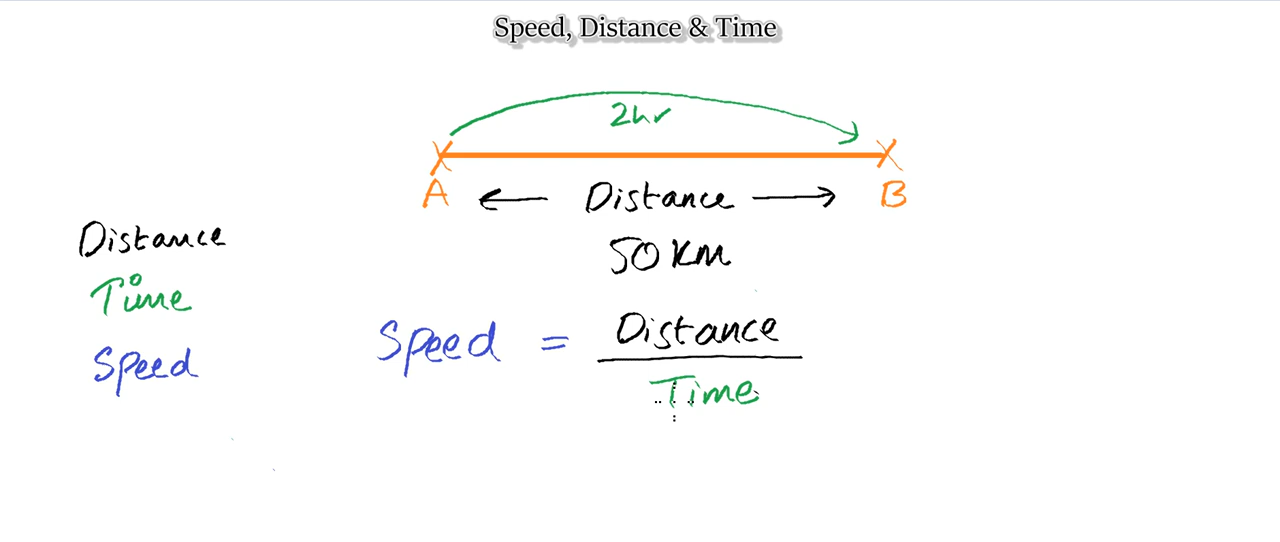 Speed, Distance & Time
2hr
A ← Distance → B
50 KM
Distance
Time
Speed
Speed = Distance
Time